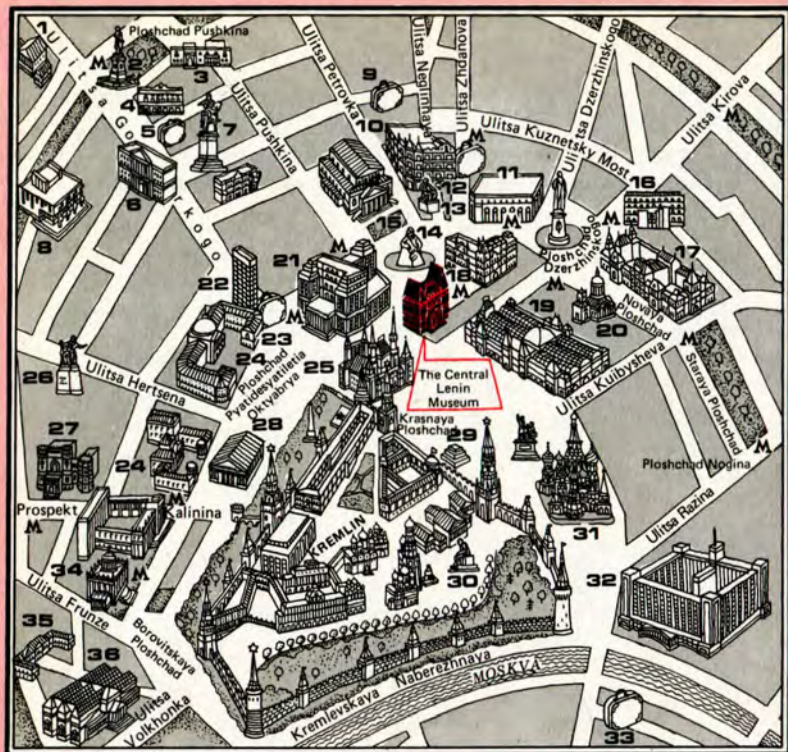 1
Ulitsa Gorkogo
2
Ploshchad Pushkina
M
3
4
5
7
6
8
Ulitsa Pushkina
Ulitsa Petrovka
9
Ulitsa Neglinnaya
Ulitsa Zhdanova
Ulitsa Dzerzhinskogo
Ulitsa Kirova
M
10
M
Ulitsa Kuznetsky Most
11
12
13
16
15
14
M
Ploshchad
Dzerzhinskogo
M
17
M
21
18
M
M
22
19
Novaya
Ploshchad
20
23
M
24
Ploshchad
Pyatidesyatiletia
Oktyabrya
25
The Central
Lenin
Museum
Ulitsa Kuibysheva
Staraya Ploshchad
26
Ulitsa Hertsena
Krasnaya
Ploshchad
29
28
27
24
M
Ploshchad Nogina
31
Prospekt
M
Kalinina
M
KREMLIN
Ulitsa Razina
34
M
30
32
Ulitsa Frunze
35
Borovitskaya
Ploshchad
36
Ulitsa
Volkhonka
Kremlevskaya Naberezhnaya
MOSKVA
33